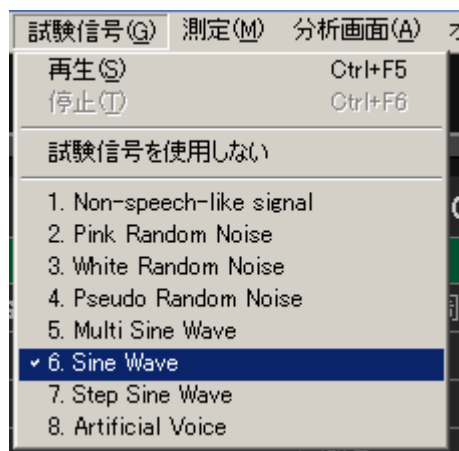 試験信号(G) 測定(M) 分析画面(A)
再生(S) Ctrl+F5
停止(T) Ctrl+F6
試験信号を使用しない
1. Non-speech-like signal
2. Pink Random Noise
3. White Random Noise
4. Pseudo Random Noise
5. Multi Sine Wave
6. Sine Wave
7. Step Sine Wave
8. Artificial Voice